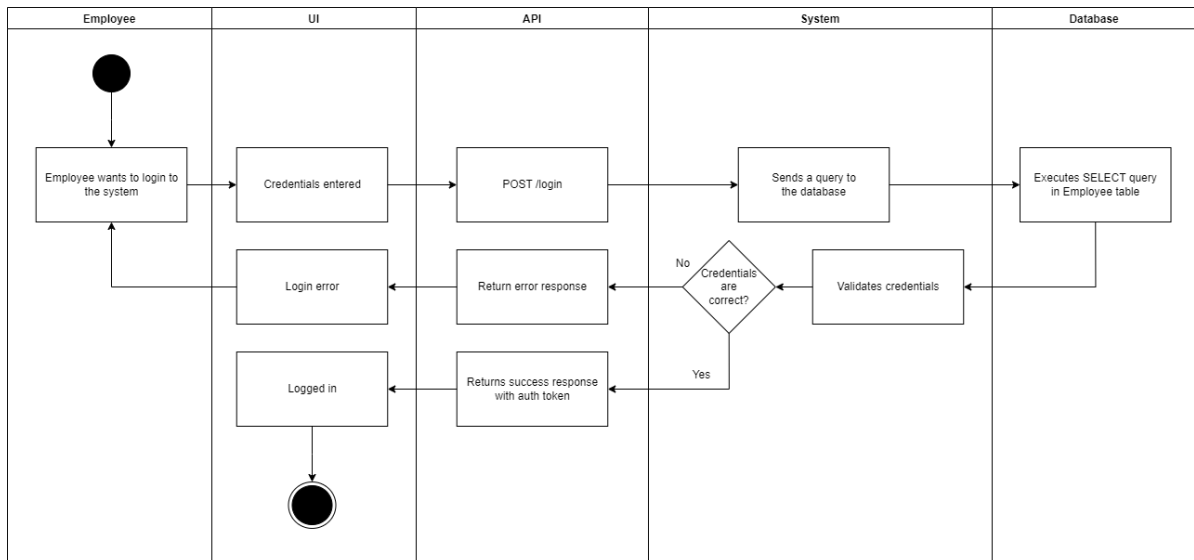 Employee
UI
API
System
Database
Employee wants to login to
the system
Credentials entered
POST /login
Sends a query to
the database
Executes SELECT query
in Employee table
Login error
Return error response
No
Credentials
are
correct?
Validates credentials
Logged in
Returns success response
with auth token
Yes